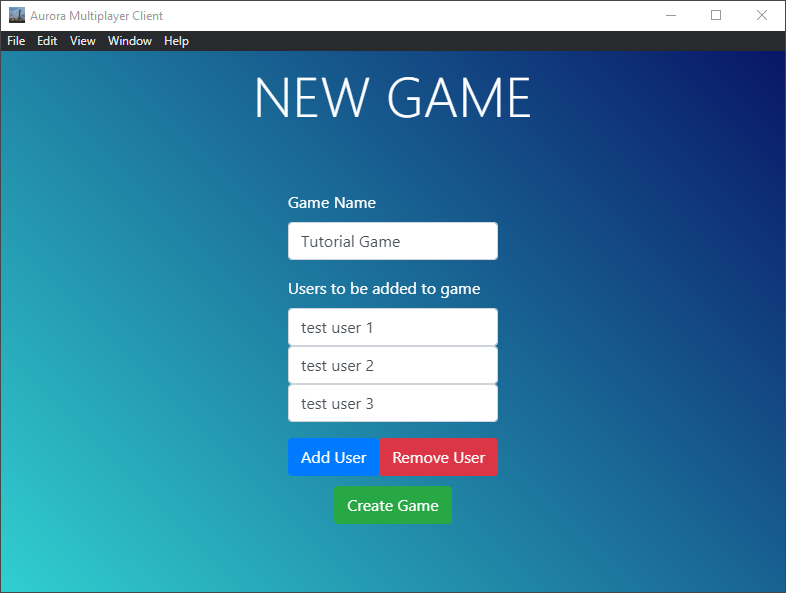 Aurora Multiplayer Client
File Edit View Window Help
NEW GAME
Game Name
Tutorial Game
Users to be added to game
test user 1
test user 2
test user 3
Add User Remove User
Create Game